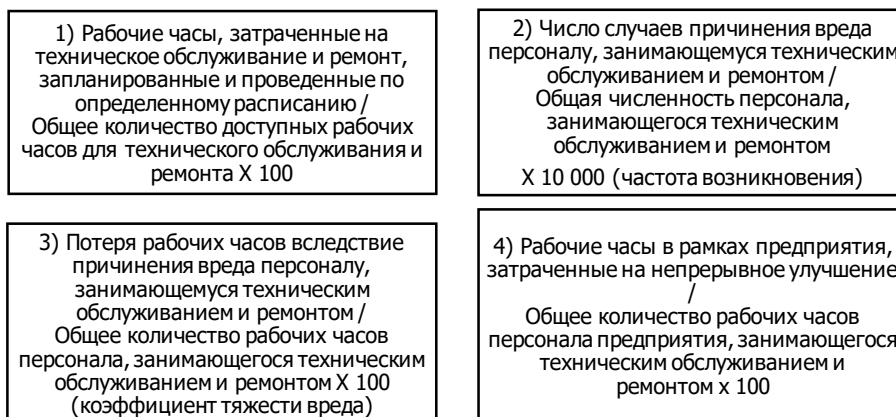 1) Рабочие часы, затраченные на
техническое обслуживание и ремонт,
запланированные и проведенные по
определенному расписанию /
Общее количество доступных рабочих
часов для технического обслуживания и
ремонта X 100
2) Число случаев причинения вреда
персоналу, занимающемуся техническим
обслуживанием и ремонтом /
Общая численность персонала,
занимающегося техническим
обслуживанием и ремонтом
X 10 000 (частота возникновения)
3) Потеря рабочих часов вследствие
причинения вреда персоналу,
занимающемуся техническим
обслуживанием и ремонтом /
Общее количество рабочих часов
персонала, занимающегося техническим
обслуживанием и ремонтом X 100
(коэффициент тяжести вреда)
4) Рабочие часы в рамках предприятия,
затраченные на непрерывное улучшение
/
Общее количество рабочих часов
персонала предприятия, занимающегося
техническим обслуживанием и
ремонтом x 100